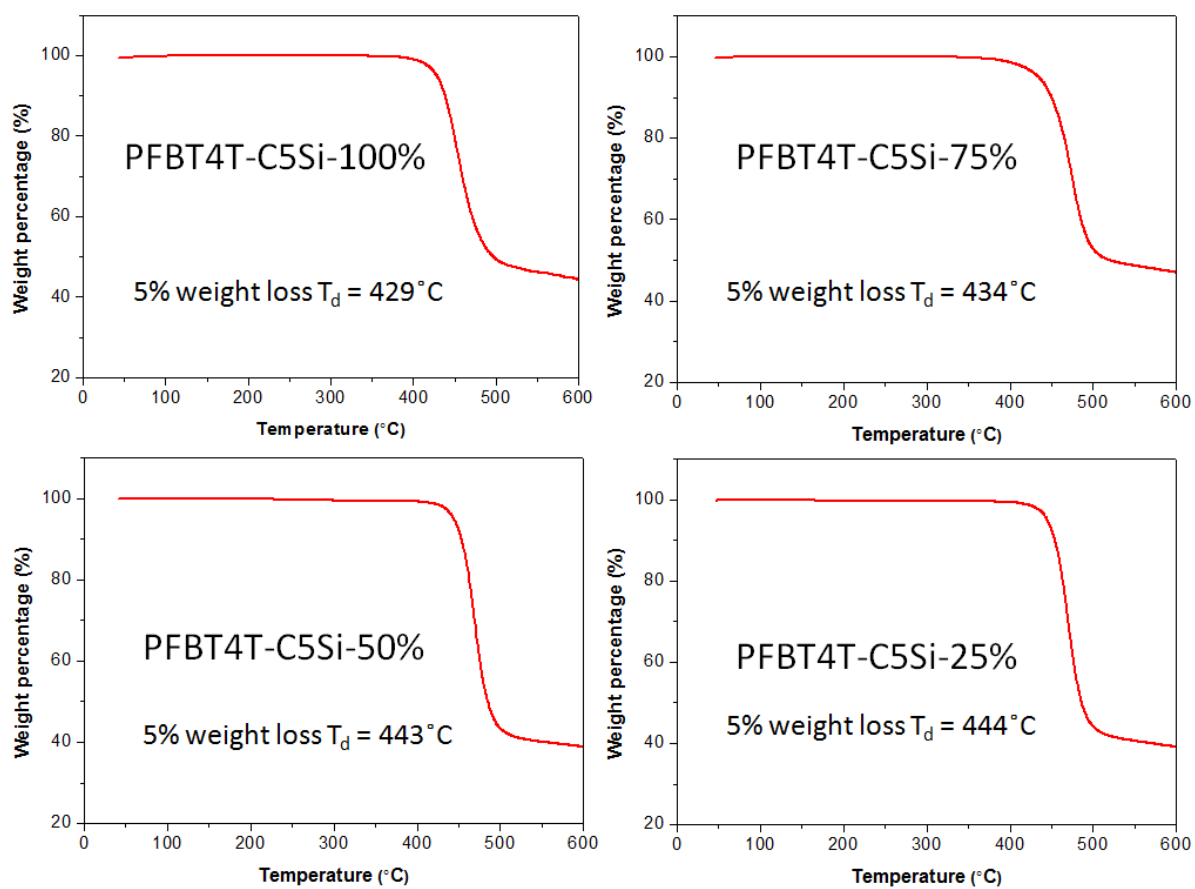 Weight percentage (%)
100
80
60
40
20
PFBT4T-C5Si-100%
5% weight loss Td = 429˚C
0 100 200 300 400 500 600
Temperature (°C)
Weight percentage (%)
100
80
60
40
20
PFBT4T-C5Si-75%
5% weight loss Td = 434˚C
0 100 200 300 400 500 600
Temperature (°C)
Weight percentage (%)
100
80
60
40
20
PFBT4T-C5Si-50%
5% weight loss Td = 443˚C
0 100 200 300 400 500 600
Temperature (°C)
Weight percentage (%)
100
80
60
40
20
PFBT4T-C5Si-25%
5% weight loss Td = 444˚C
0 100 200 300 400 500 600
Temperature (°C)